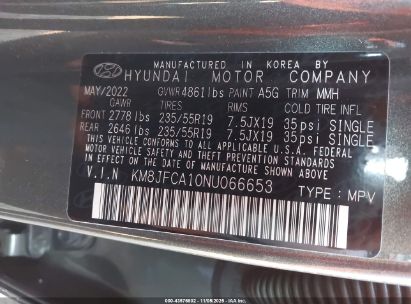 MANUFACTURED IN KOREA BY
HYUNDAI MOTOR COMPANY
MAY/2022 GVWR 4861lbs PAINT A5G TRIM MMH
GAWR TIRES RIMS COLD TIRE INFL
FRONT 2778lbs 235/55R19 7.5JX19 35psi SINGLE
REAR 2646lbs 235/55R19 7.5JX19 35psi SINGLE
THIS VEHICLE CONFORMS TO ALL APPLICABLE U.S.A.
FEDERAL MOTOR VEHICLE SAFETY STANDARDS IN EFFECT
ON THE DATE OF MANUFACTURE SHOWN ABOVE.
V.I.N KM8JFCA10NU066653 TYPE : MPV